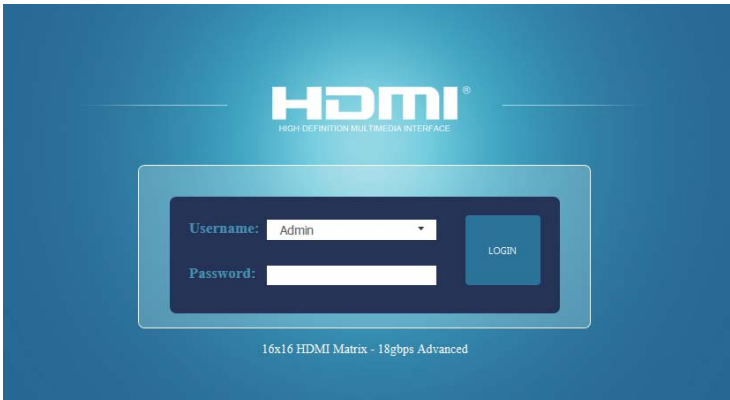 HDMI®
HIGH DEFINITION MULTIMEDIA INTERFACE
Username: Admin
LOGIN
Password:
16x16 HDMI Matrix - 18gbps Advanced